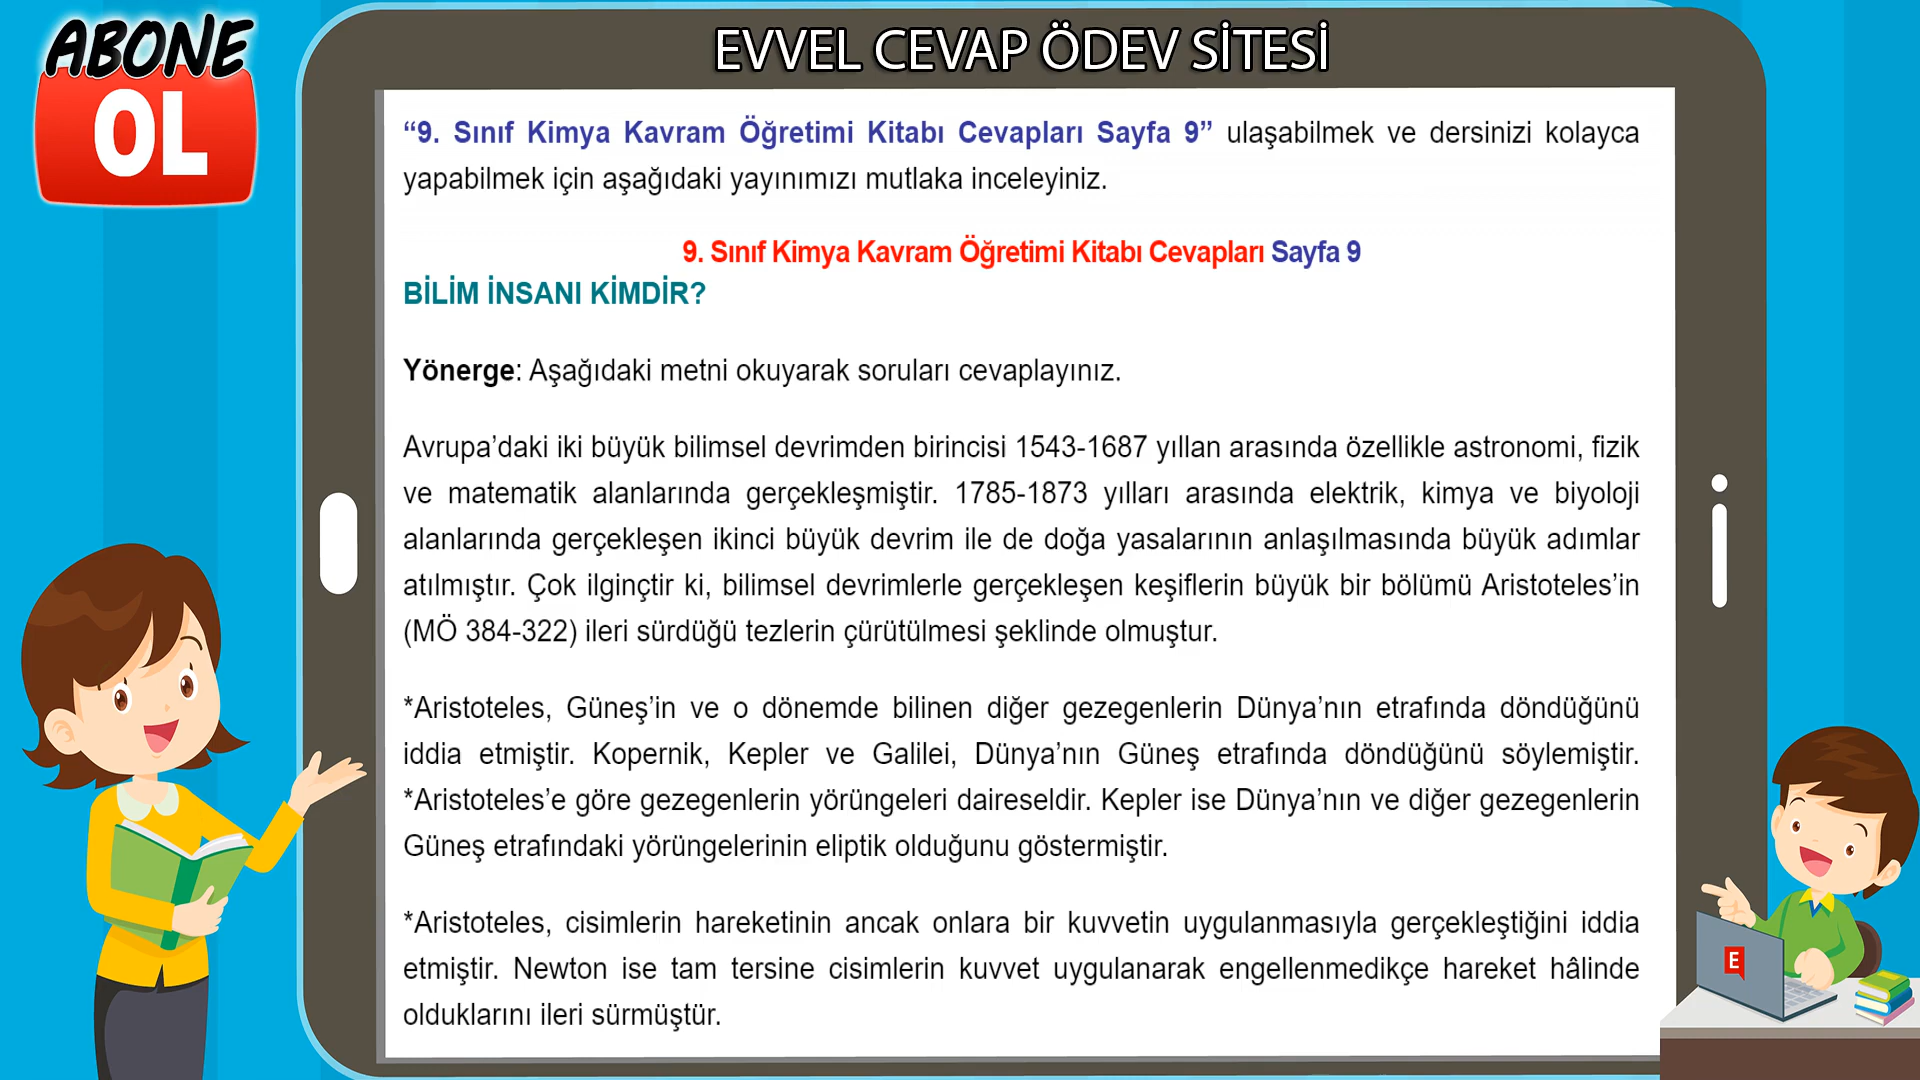 ABONE
OL
EVVEL CEVAP ÖDEV SİTESİ
“9. Sınıf Kimya Kavram Öğretimi Kitabı Cevapları Sayfa 9” ulaşabilmek ve dersinizi kolayca
yapabilmek için aşağıdaki yayınımızı mutlaka inceleyiniz.
9. Sınıf Kimya Kavram Öğretimi Kitabı Cevapları Sayfa 9
BİLİM İNSANI KİMDİR?
Yönerge: Aşağıdaki metni okuyarak soruları cevaplayınız.
Avrupa’daki iki büyük bilimsel devrimden birincisi 1543-1687 yıllan arasında özellikle astronomi, fizik
ve matematik alanlarında gerçekleşmiştir. 1785-1873 yılları arasında elektrik, kimya ve biyoloji
alanlarında gerçekleşen ikinci büyük devrim ile de doğa yasalarının anlaşılmasında büyük adımlar
atılmıştır. Çok ilginçtir ki, bilimsel devrimlerle gerçekleşen keşiflerin büyük bir bölümü Aristoteles’in
(MÖ 384-322) ileri sürdüğü tezlerin çürütülmesi şeklinde olmuştur.
*Aristoteles, Güneş’in ve o dönemde bilinen diğer gezegenlerin Dünya’nın etrafında döndüğünü
iddia etmiştir. Kopernik, Kepler ve Galilei, Dünya’nın Güneş etrafında döndüğünü söylemiştir.
*Aristoteles’e göre gezegenlerin yörüngeleri daireseldir. Kepler ise Dünya’nın ve diğer gezegenlerin
Güneş etrafındaki yörüngelerinin eliptik olduğunu göstermiştir.
*Aristoteles, cisimlerin hareketinin ancak onlara bir kuvvetin uygulanmasıyla gerçekleştiğini iddia
etmiştir. Newton ise tam tersine cisimlerin kuvvet uygulanarak engellenmedikçe hareket hâlinde
olduklarını ileri sürmüştür.
E